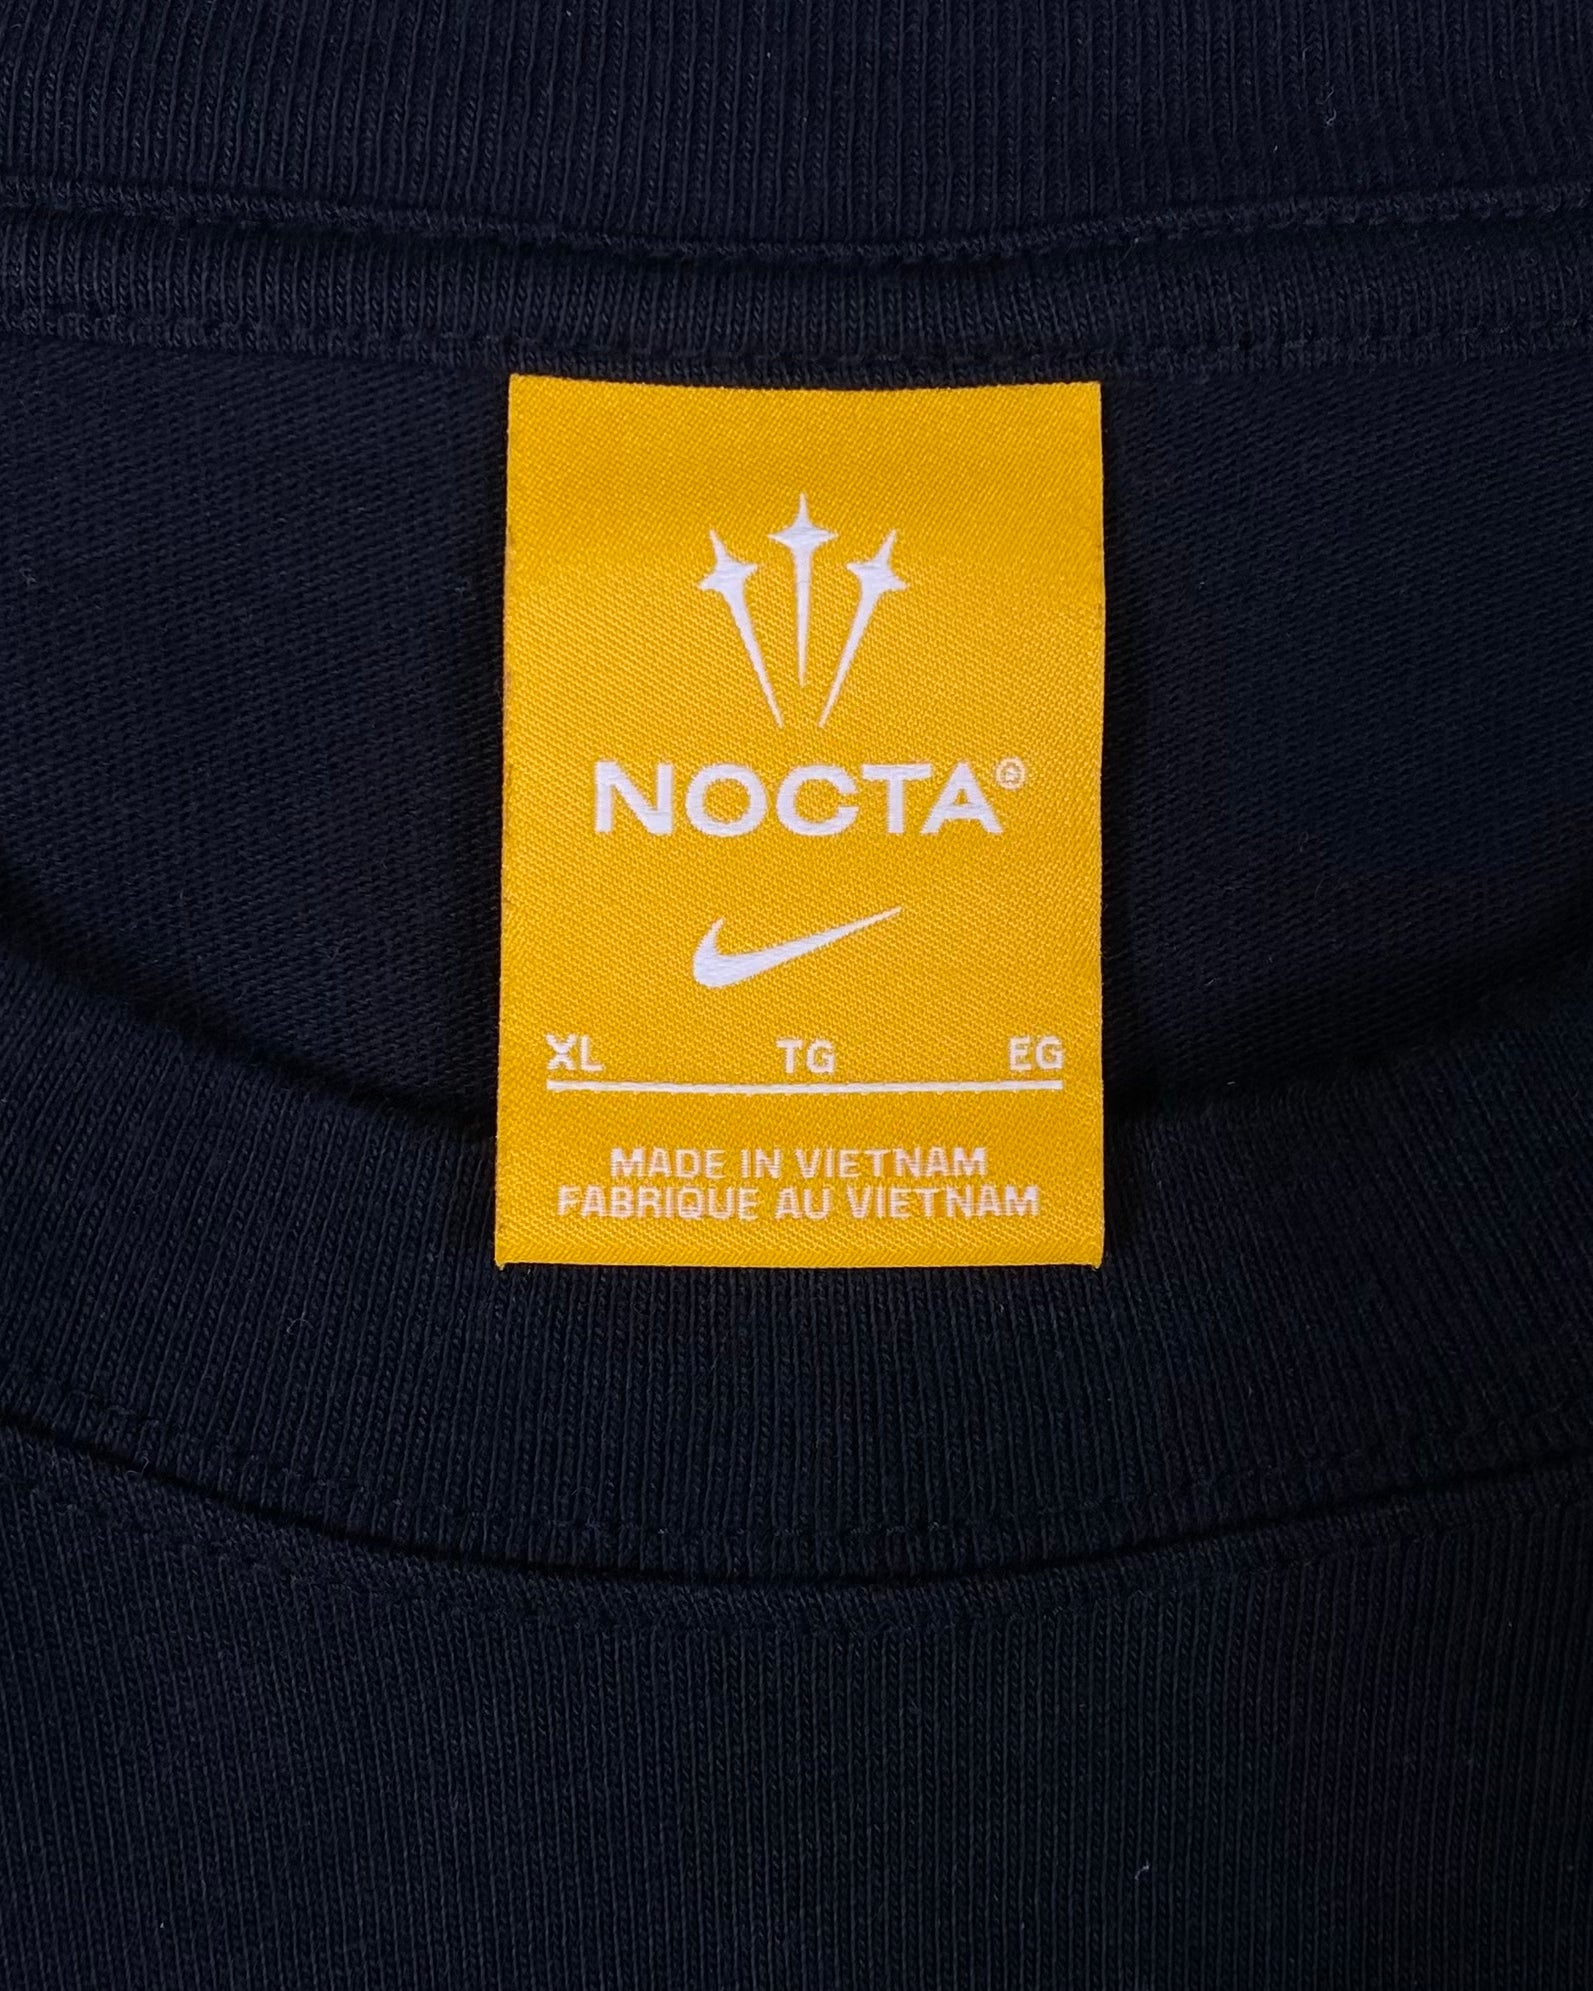 NOCTA®
XL TG EG
MADE IN VIETNAM
FABRIQUE AU VIETNAM